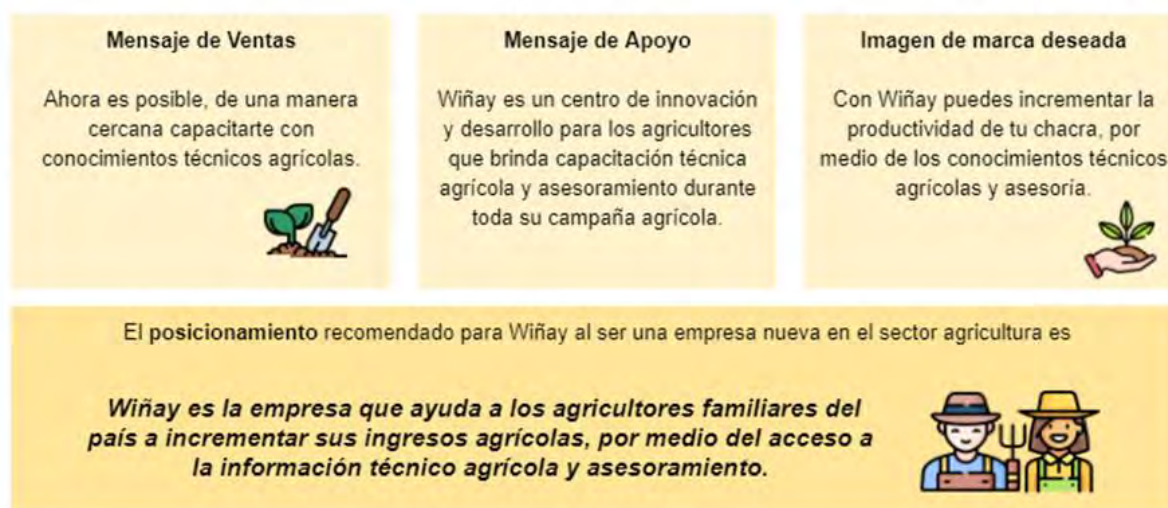 Mensaje de Ventas
Ahora es posible, de una manera
cercana capacitarte con
conocimientos técnicos agrícolas.
Mensaje de Apoyo
Wiñay es un centro de innovación
y desarrollo para los agricultores
que brinda capacitación técnica
agrícola y asesoramiento durante
toda su campaña agrícola.
Imagen de marca deseada
Con Wiñay puedes incrementar la
productividad de tu chacra, por
medio de los conocimientos técnicos
agrícolas y asesoría.
El posicionamiento recomendado para Wiñay al ser una empresa nueva en el sector agricultura es
Wiñay es la empresa que ayuda a los agricultores familiares del
país a incrementar sus ingresos agrícolas, por medio del acceso a
la información técnico agrícola y asesoramiento.